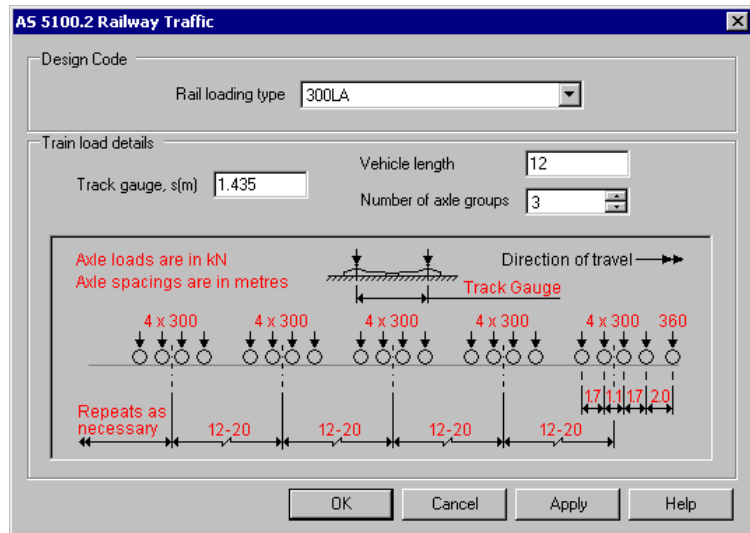 AS 5100.2 Railway Traffic
Design Code
Rail loading type 300LA
Train load details
Track gauge, s(m) 1.435
Vehicle length 12
Number of axle groups 3
Axle loads are in kN
Axle spacings are in metres
Direction of travel
Track Gauge
4 x 300 4 x 300 4 x 300 4 x 300 4 x 300 360
1.7 1.1 1.7 2.0
Repeats as
necessary
12-20 12-20 12-20 12-20
OK Cancel Apply Help